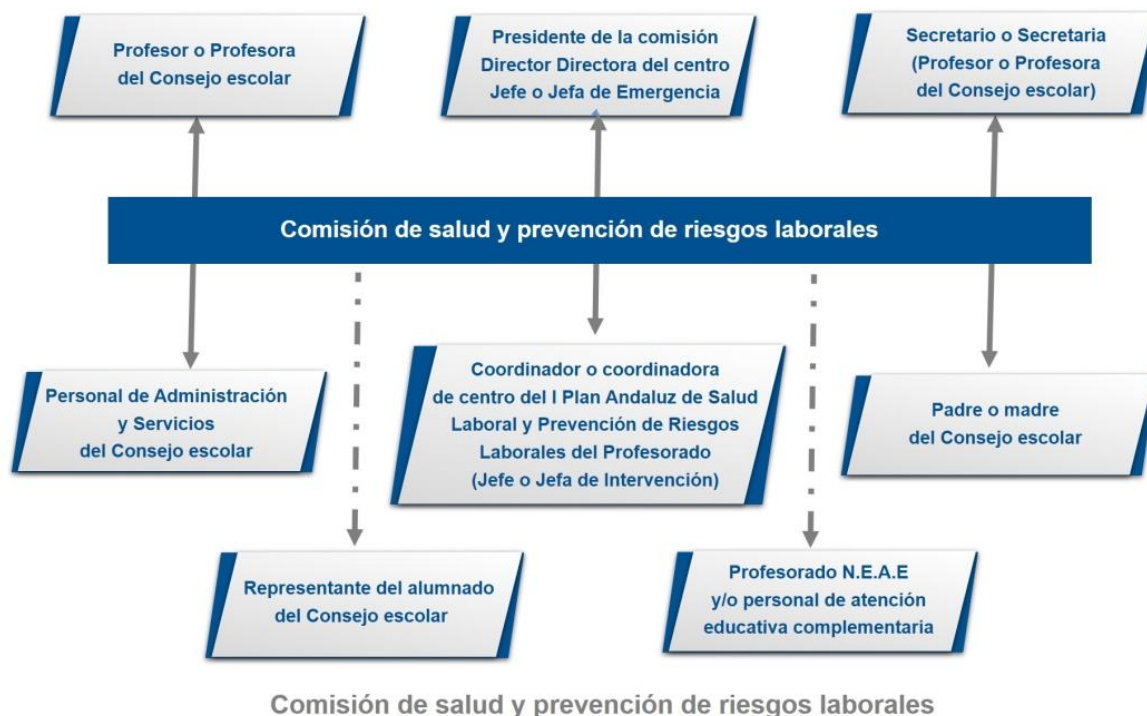 Profesor o Profesora
del Consejo escolar
Presidente de la comisión
Director Directora del centro
Jefe o Jefa de Emergencia
Secretario o Secretaria
(Profesor o Profesora
del Consejo escolar)
Comisión de salud y prevención de riesgos laborales
Personal de Administración
y Servicios
del Consejo escolar
Coordinador o coordinadora
de centro del I Plan Andaluz de Salud
Laboral y Prevención de Riesgos
Laborales del Profesorado
(Jefe o Jefa de Intervención)
Padre o madre
del Consejo escolar
Representante del alumnado
del Consejo escolar
Profesorado N.E.A.E
y/o personal de atención
educativa complementaria
Comisión de salud y prevención de riesgos laborales